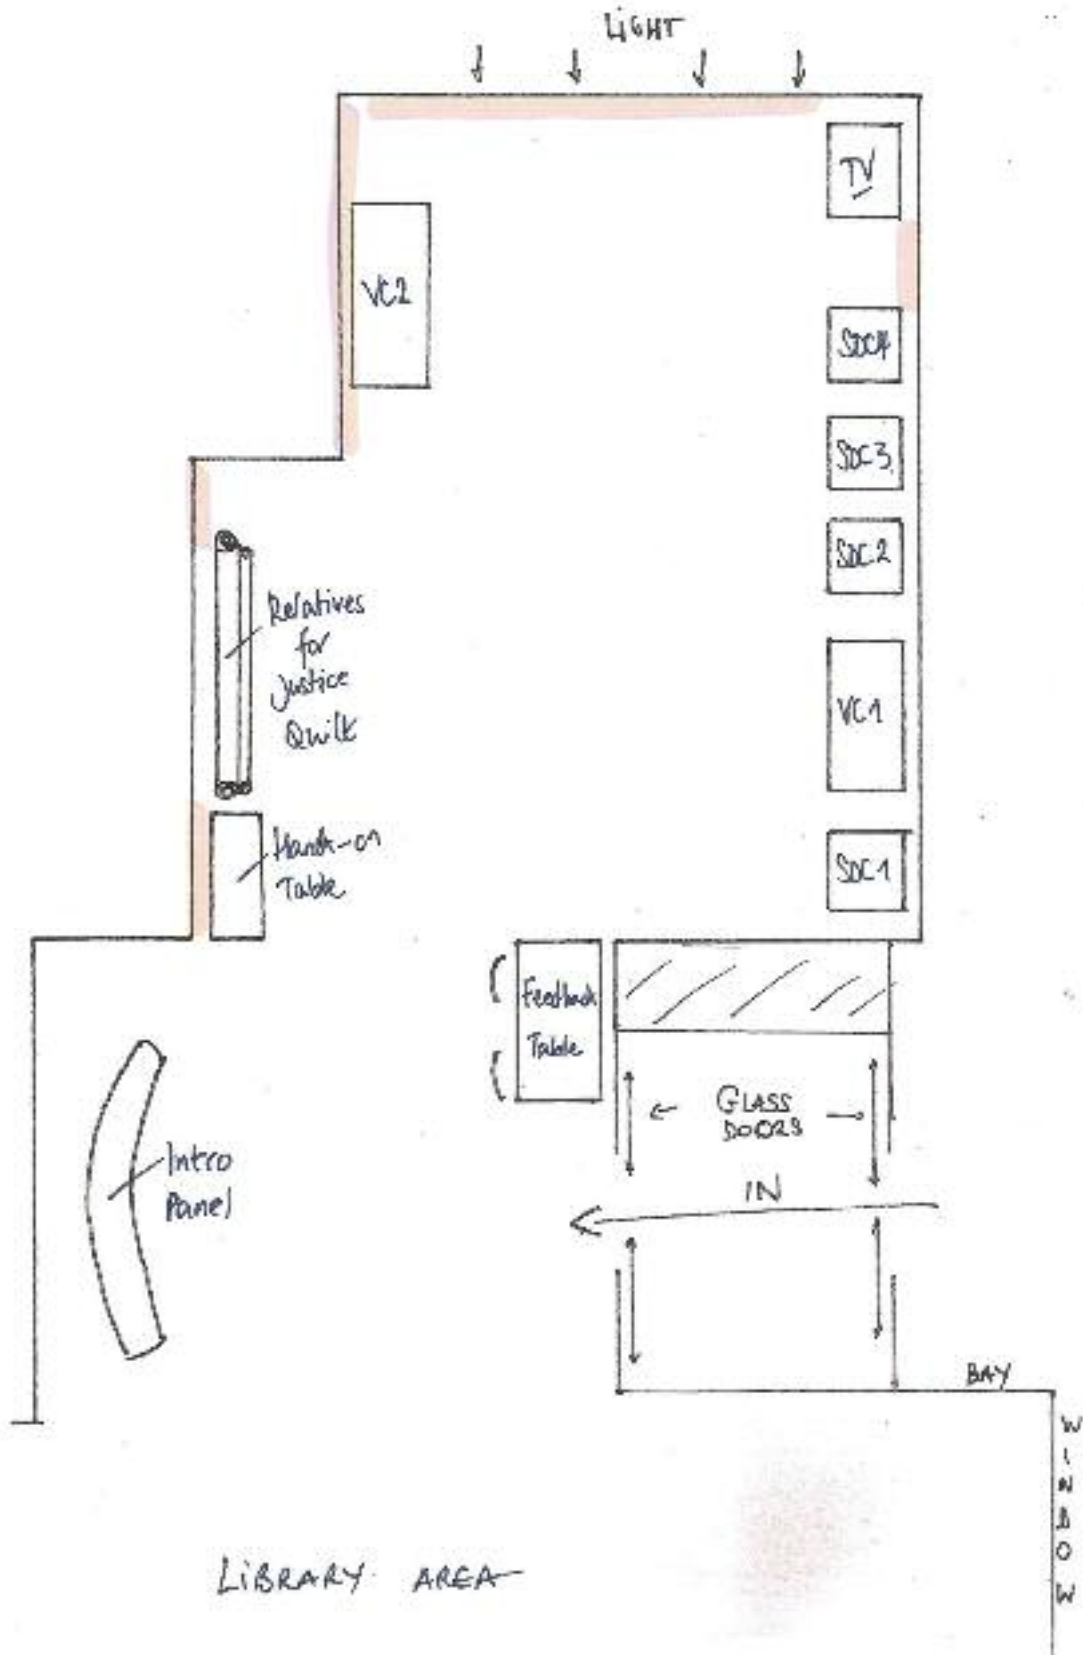 LIGHT
TV
VC2
SDC4
SDC3
SDC2
Relatives
for
Justice
Quilt
VC1
Hands-on
Table
SDC1
Feedback
Table
GLASS
DOORS
IN
Intro
Panel
BAY
WINDOW
LIBRARY AREA